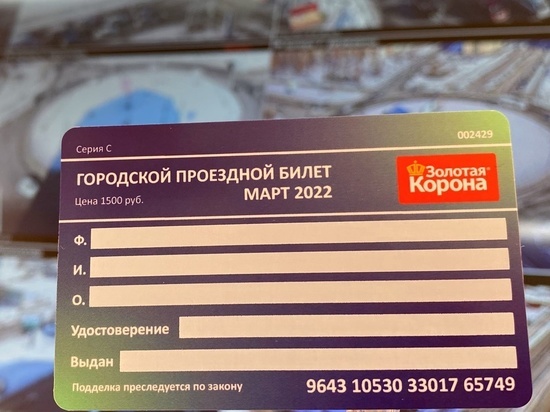 Серия С
002429
ГОРОДСКОЙ ПРОЕЗДНОЙ БИЛЕТ
Цена 1500 руб.
МАРТ 2022
Золотая
Корона
Ф.
И.
О.
Удостоверение
Выдан
Подделка преследуется по закону
9643 10530 33017 65749